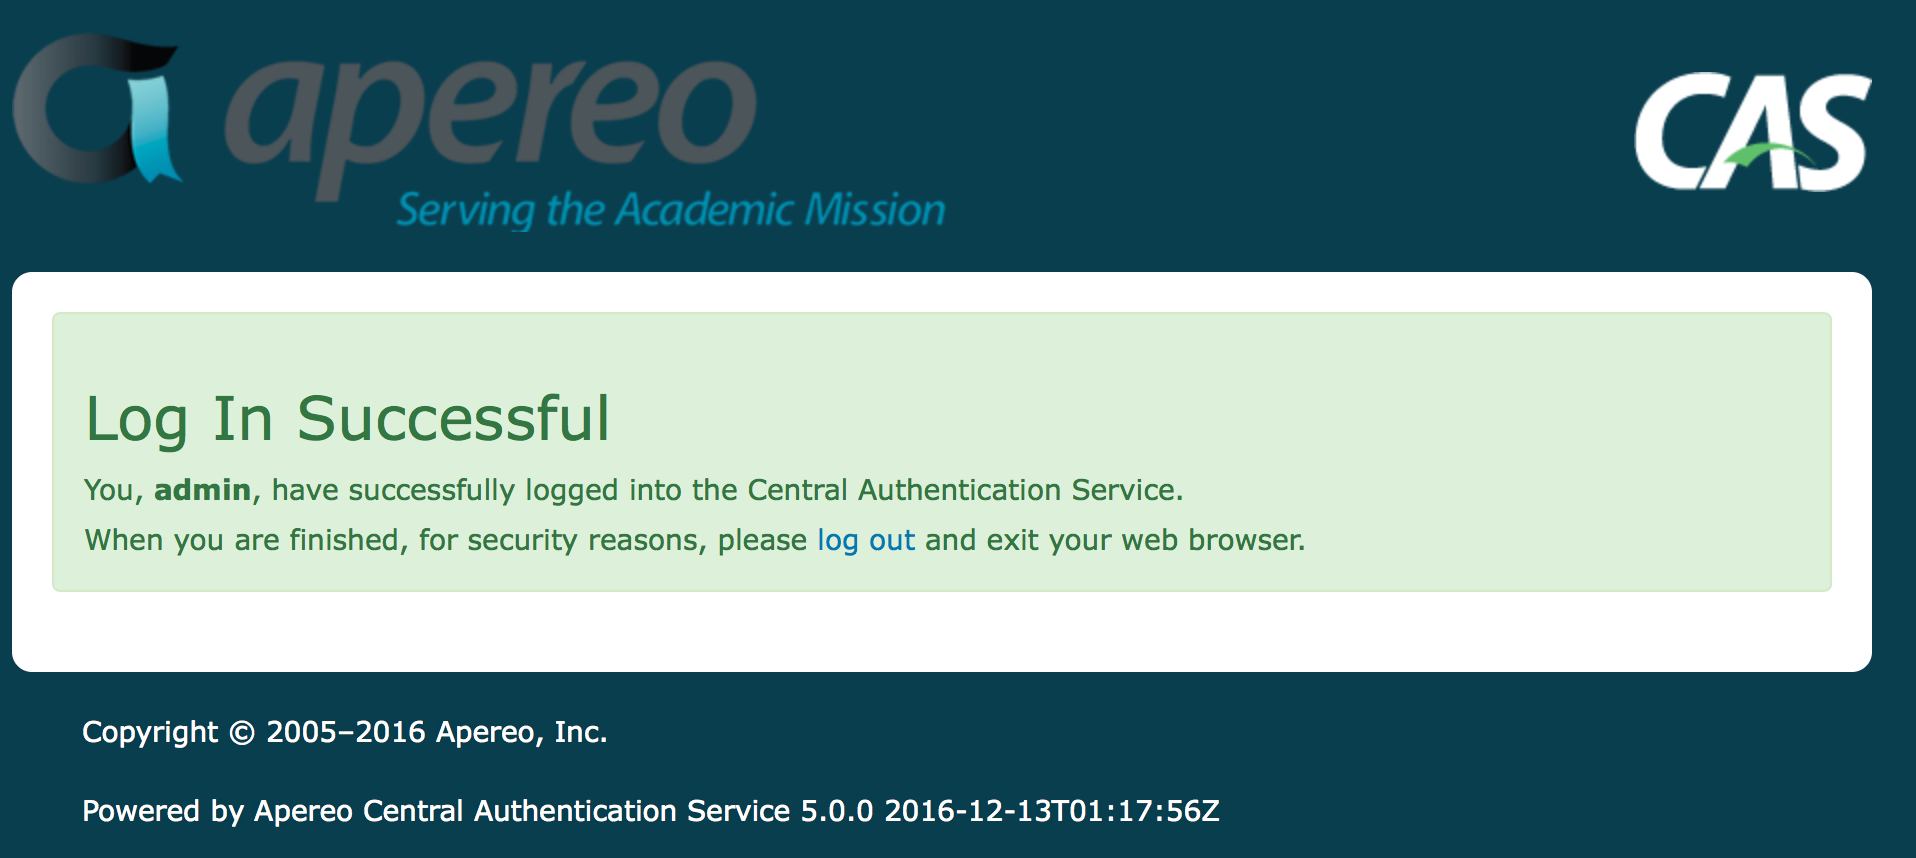 apereo
Serving the Academic Mission
CAS
Log In Successful
You, admin, have successfully logged into the Central Authentication Service.
When you are finished, for security reasons, please log out and exit your web browser.
Copyright © 2005–2016 Apereo, Inc.
Powered by Apereo Central Authentication Service 5.0.0 2016-12-13T01:17:56Z